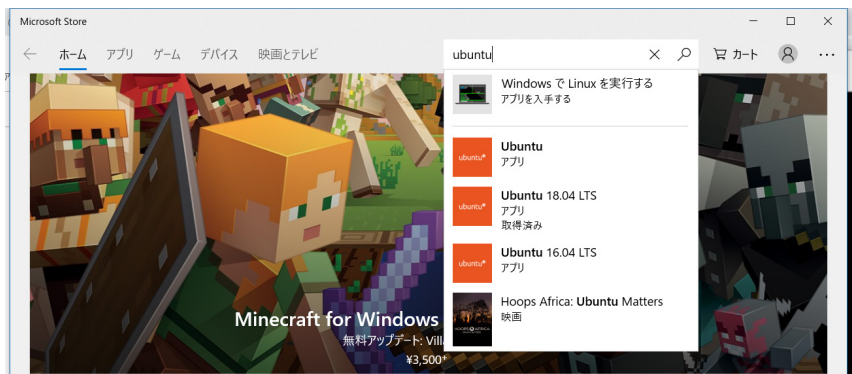 Microsoft Store
ホーム アプリ ゲーム デバイス 映画とテレビ
ubuntu
カート
Windows で Linux を実行する
アプリを入手する
ubuntu
Ubuntu
アプリ
ubuntu
Ubuntu 18.04 LTS
アプリ
取得済み
ubuntu
Ubuntu 16.04 LTS
アプリ
HOOPS AFRICA
Hoops Africa: Ubuntu Matters
映画
Minecraft for Windows
無料アップデート: Vill
¥3,500+